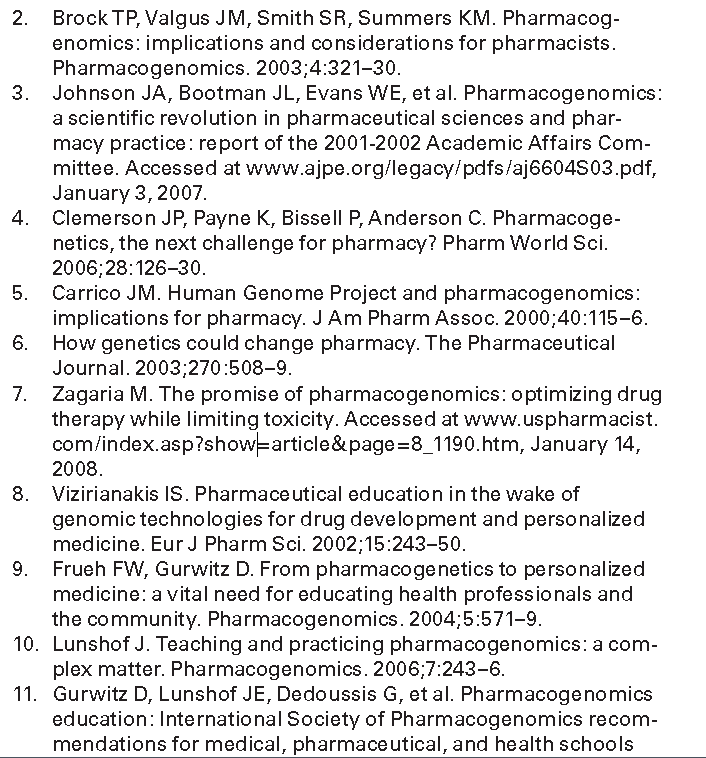 2. Brock TP, Valgus JM, Smith SR, Summers KM. Pharmacog-
enomics: implications and considerations for pharmacists.
Pharmacogenomics. 2003;4:321–30.
3. Johnson JA, Bootman JL, Evans WE, et al. Pharmacogenomics:
a scientific revolution in pharmaceutical sciences and phar-
macy practice: report of the 2001-2002 Academic Affairs Com-
mittee. Accessed at www.ajpe.org/legacy/pdfs/aj6604S03.pdf,
January 3, 2007.
4. Clemerson JP, Payne K, Bissell P, Anderson C. Pharmacoge-
netics, the next challenge for pharmacy? Pharm World Sci.
2006;28:126–30.
5. Carrico JM. Human Genome Project and pharmacogenomics:
implications for pharmacy. J Am Pharm Assoc. 2000;40:115–6.
6. How genetics could change pharmacy. The Pharmaceutical
Journal. 2003;270:508–9.
7. Zagaria M. The promise of pharmacogenomics: optimizing drug
therapy while limiting toxicity. Accessed at www.uspharmacist.
com/index.asp?show=article&page=8_1190.htm, January 14,
2008.
8. Vizirianakis IS. Pharmaceutical education in the wake of
genomic technologies for drug development and personalized
medicine. Eur J Pharm Sci. 2002;15:243–50.
9. Frueh FW, Gurwitz D. From pharmacogenetics to personalized
medicine: a vital need for educating health professionals and
the community. Pharmacogenomics. 2004;5:571–9.
10. Lunshof J. Teaching and practicing pharmacogenomics: a com-
plex matter. Pharmacogenomics. 2006;7:243–6.
11. Gurwitz D, Lunshof JE, Dedoussis G, et al. Pharmacogenomics
education: International Society of Pharmacogenomics recom-
mendations for medical, pharmaceutical, and health schools